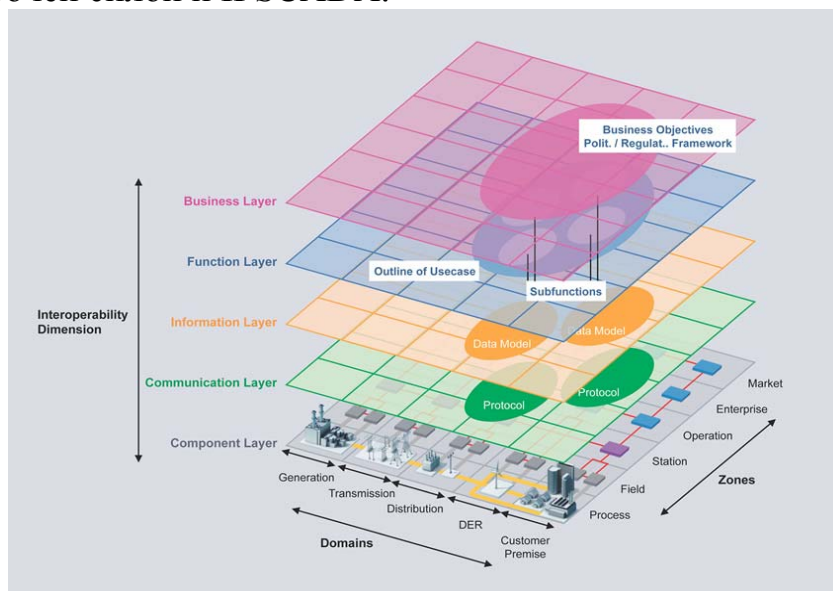 Business Objectives
Polit. / Regulat.. Framework
Business Layer
Function Layer
Outline of Usecase
Subfunctions
Interoperability
Dimension
Information Layer
Data Model
Data Model
Communication Layer
Protocol
Protocol
Component Layer
Market
Enterprise
Operation
Station
Field
Process
Zones
Generation
Transmission
Distribution
DER
Customer
Premise
Domains